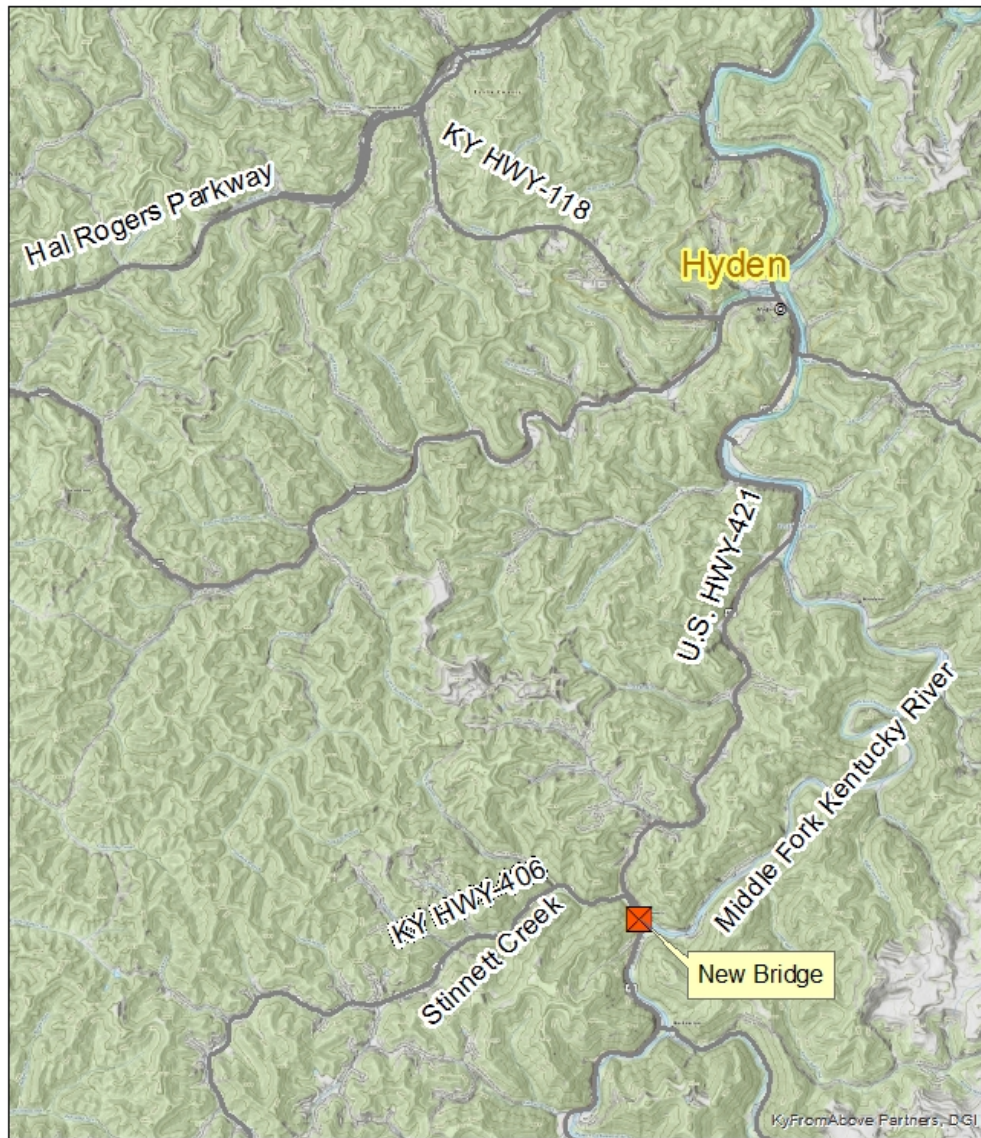 KY HWY-118
Hal Rogers Parkway
Hyden
U.S. HWY-421
Middle Fork Kentucky River
KY HWY-406
Stinnett Creek
New Bridge
KyFromAbove Partners, DGI